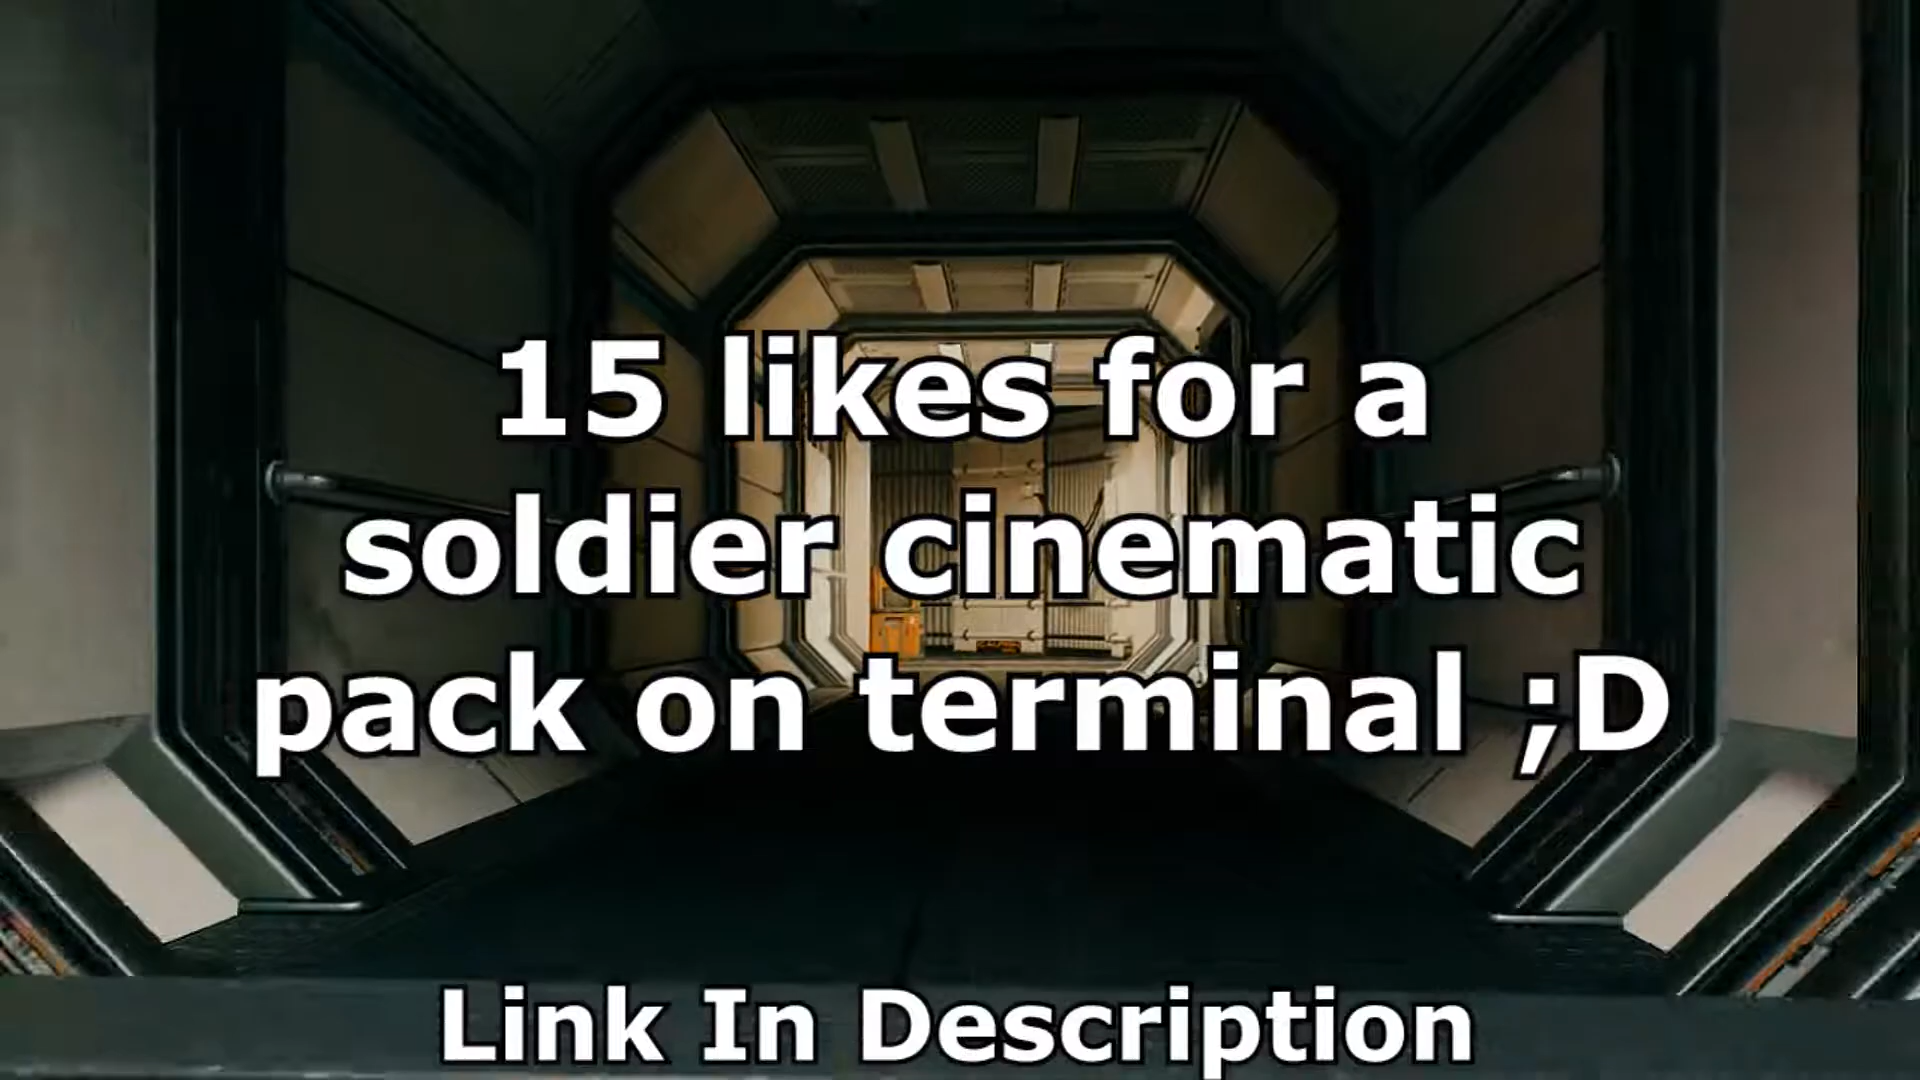 15 likes for a
soldier cinematic
pack on terminal ;D
Link In Description